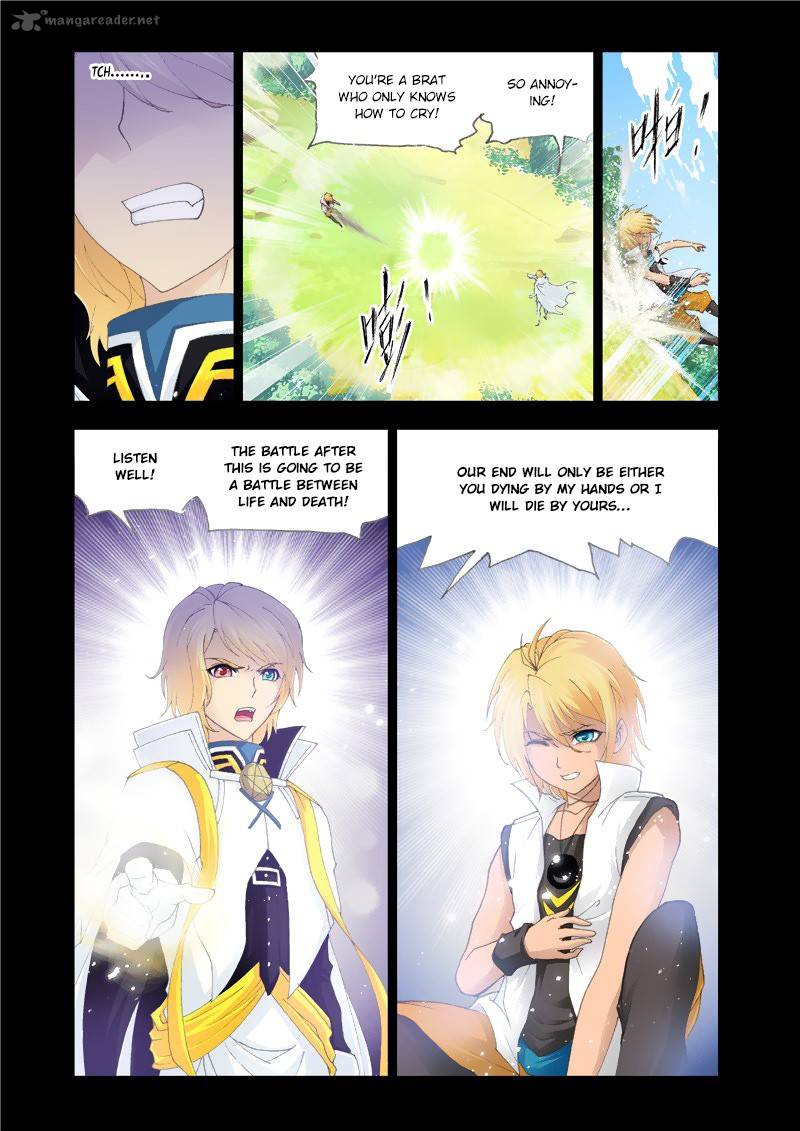 mangareader.net
TCH........
YOU'RE A BRAT
WHO ONLY KNOWS
HOW TO CRY!
SO ANNOY-
ING!
嘭！
啪！
LISTEN
WELL!
THE BATTLE AFTER
THIS IS GOING TO BE
A BATTLE BETWEEN
LIFE AND DEATH!
OUR END WILL ONLY BE EITHER
YOU DYING BY MY HANDS OR I
WILL DIE BY YOURS...